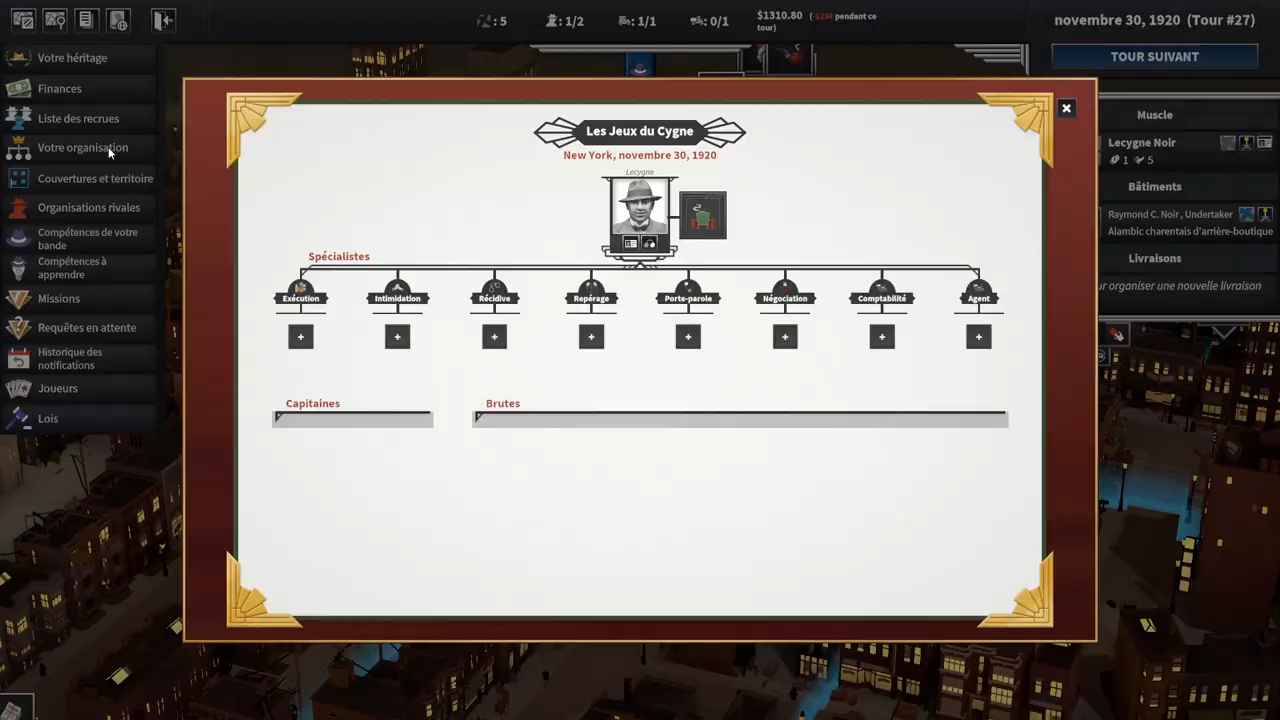 : 5
: 1/2
: 1/1
: 0/1
$1310.80
(-$234 pendant ce
tour)
novembre 30, 1920 (Tour #27)
TOUR SUIVANT
Votre héritage
Finances
Liste des recrues
Votre organisation
Couvertures et territoire
Organisations rivales
Compétences de votre
bande
Compétences à
apprendre
Missions
Requêtes en attente
Historique des
notifications
Joueurs
Lois
Les Jeux du Cygne
New York, novembre 30, 1920
Lecygne
Spécialistes
Exécution
Intimidation
Récidive
Repérage
Porte-parole
Négociation
Comptabilité
Agent
+
+
+
+
+
+
+
+
Capitaines
Brutes
Muscle
Lecygne Noir
1
5
Bâtiments
Raymond C. Noir , Undertaker
Alambic charentais d'arrière-boutique
Livraisons
ur organiser une nouvelle livraison